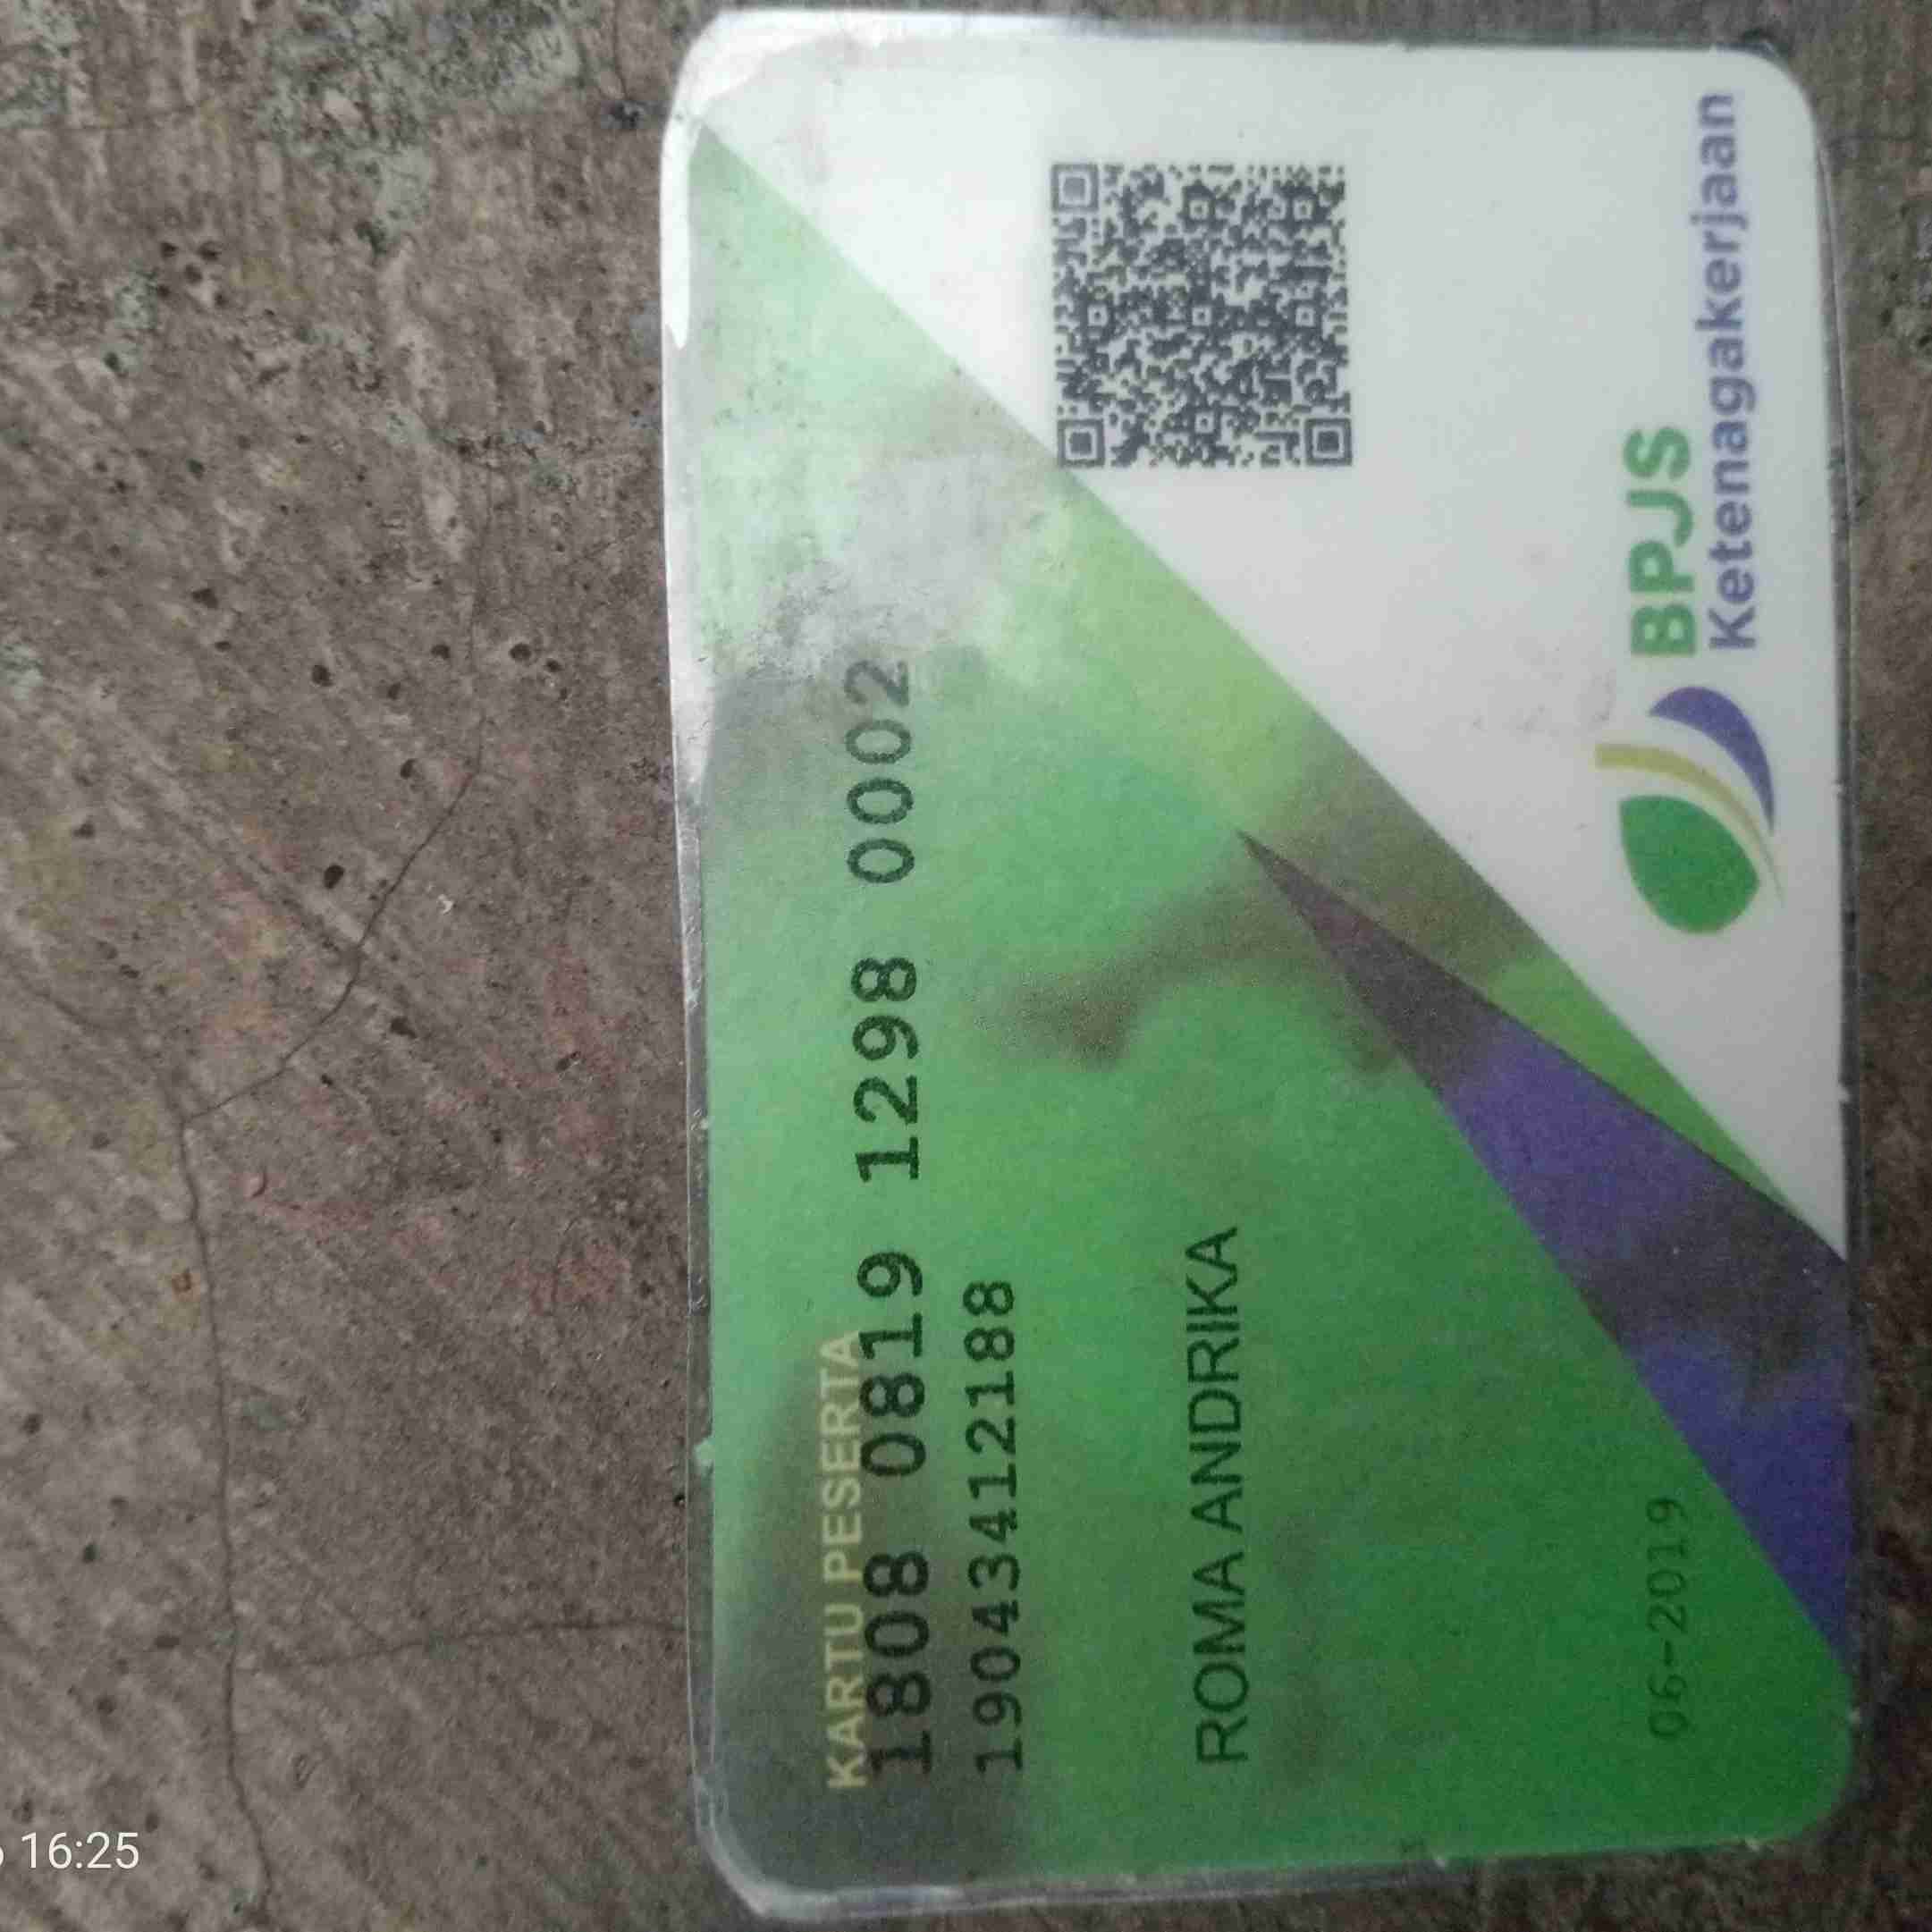 KARTU PESERTA
1808 0819 1298 0002
19043412188
ROMA ANDRIKA
06-2019
BPJS
Ketenagakerjaan
16:25